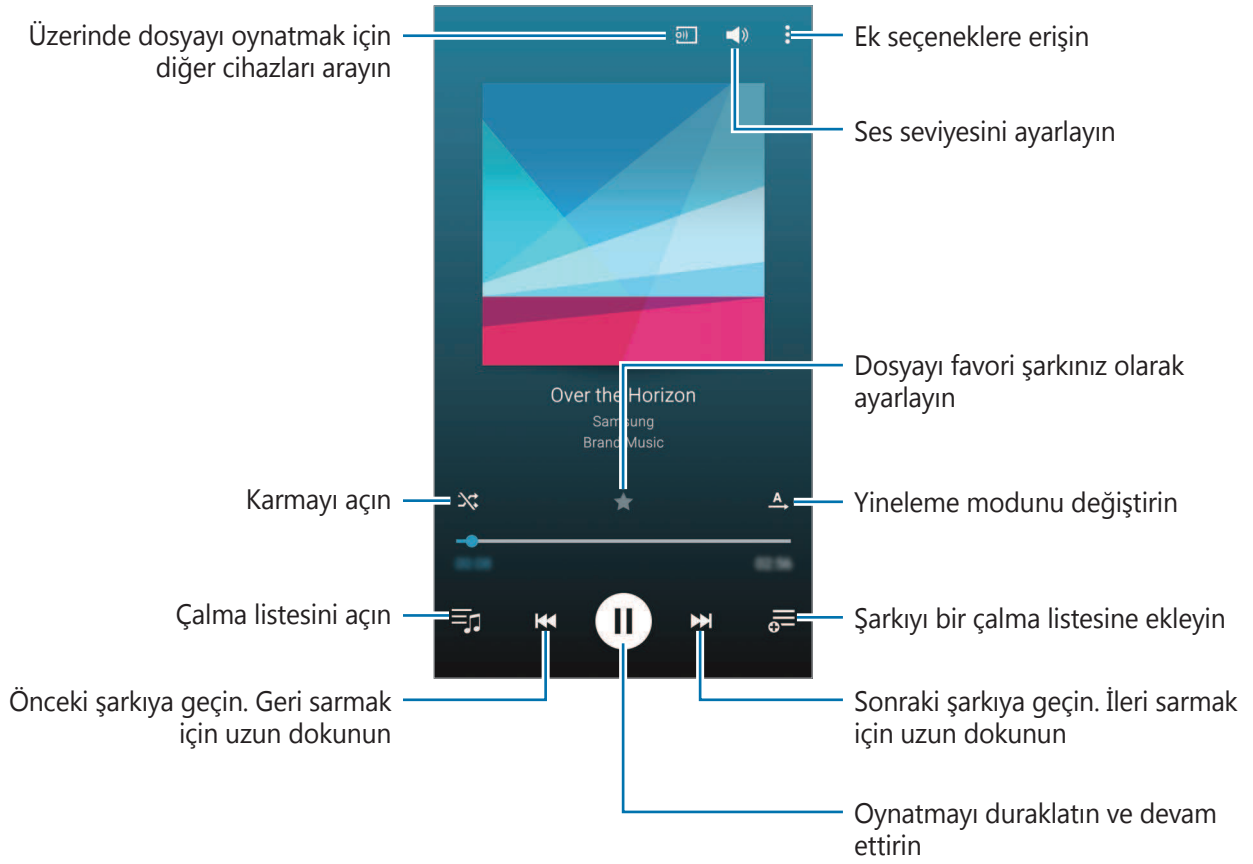 Üzerinde dosyayı oynatmak için
diğer cihazları arayın
Ek seçeneklere erişin
Ses seviyesini ayarlayın
Dosyayı favori şarkınız olarak
ayarlayın
Over the Horizon
Samsung
Brand Music
Karmayı açın
A
Yineleme modunu değiştirin
Çalma listesini açın
Şarkıyı bir çalma listesine ekleyin
Önceki şarkıya geçin. Geri sarmak
için uzun dokunun
Sonraki şarkıya geçin. İleri sarmak
için uzun dokunun
Oynatmayı duraklatın ve devam
ettirin